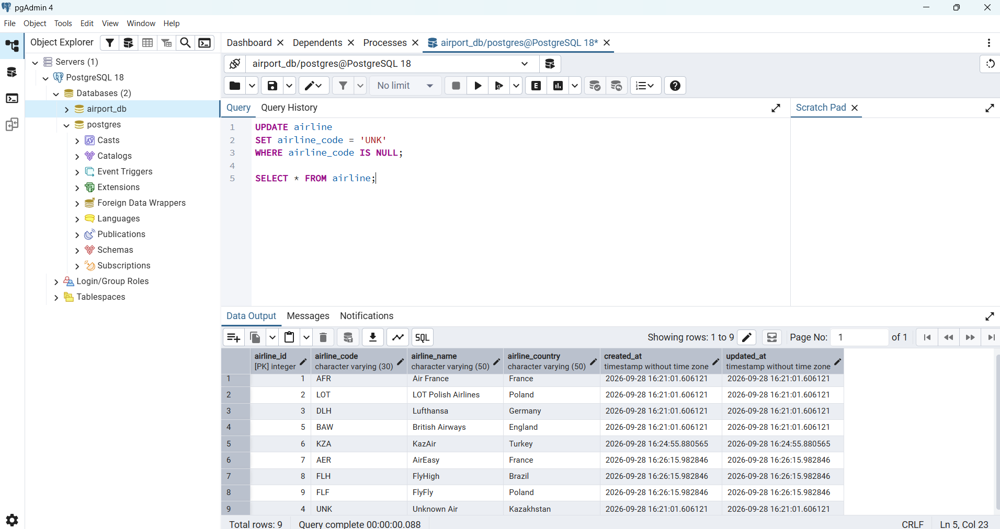 pgAdmin 4
File Object Tools Edit View Window Help
Object Explorer
Servers (1)
PostgreSQL 18
Databases (2)
airport_db
postgres
Casts
Catalogs
Event Triggers
Extensions
Foreign Data Wrappers
Languages
Publications
Schemas
Subscriptions
Login/Group Roles
Tablespaces
Dashboard Dependents Processes airport_db/postgres@PostgreSQL 18*
airport_db/postgres@PostgreSQL 18
No limit E
Query Query History
Scratch Pad
1 UPDATE airline
2 SET airline_code = 'UNK'
3 WHERE airline_code IS NULL;
4
5 SELECT * FROM airline;
Data Output Messages Notifications
SQL Showing rows: 1 to 9 Page No: 1 of 1
airline_id airline_code airline_name airline_country created_at updated_at
[PK] integer character varying (30) character varying (50) character varying (50) timestamp without time zone timestamp without time zone
1 1 AFR Air France France 2026-09-28 16:21:01.606121 2026-09-28 16:21:01.606121
2 2 LOT LOT Polish Airlines Poland 2026-09-28 16:21:01.606121 2026-09-28 16:21:01.606121
3 3 DLH Lufthansa Germany 2026-09-28 16:21:01.606121 2026-09-28 16:21:01.606121
4 5 BAW British Airways England 2026-09-28 16:21:01.606121 2026-09-28 16:21:01.606121
5 6 KZA KazAir Turkey 2026-09-28 16:24:55.880565 2026-09-28 16:24:55.880565
6 7 AER AirEasy France 2026-09-28 16:26:15.982846 2026-09-28 16:26:15.982846
7 8 FLH FlyHigh Brazil 2026-09-28 16:26:15.982846 2026-09-28 16:26:15.982846
8 9 FLF FlyFly Poland 2026-09-28 16:26:15.982846 2026-09-28 16:26:15.982846
9 4 UNK Unknown Air Kazakhstan 2026-09-28 16:21:01.606121 2026-09-28 16:21:01.606121
Total rows: 9 Query complete 00:00:00.088 CRLF Ln 5, Col 23